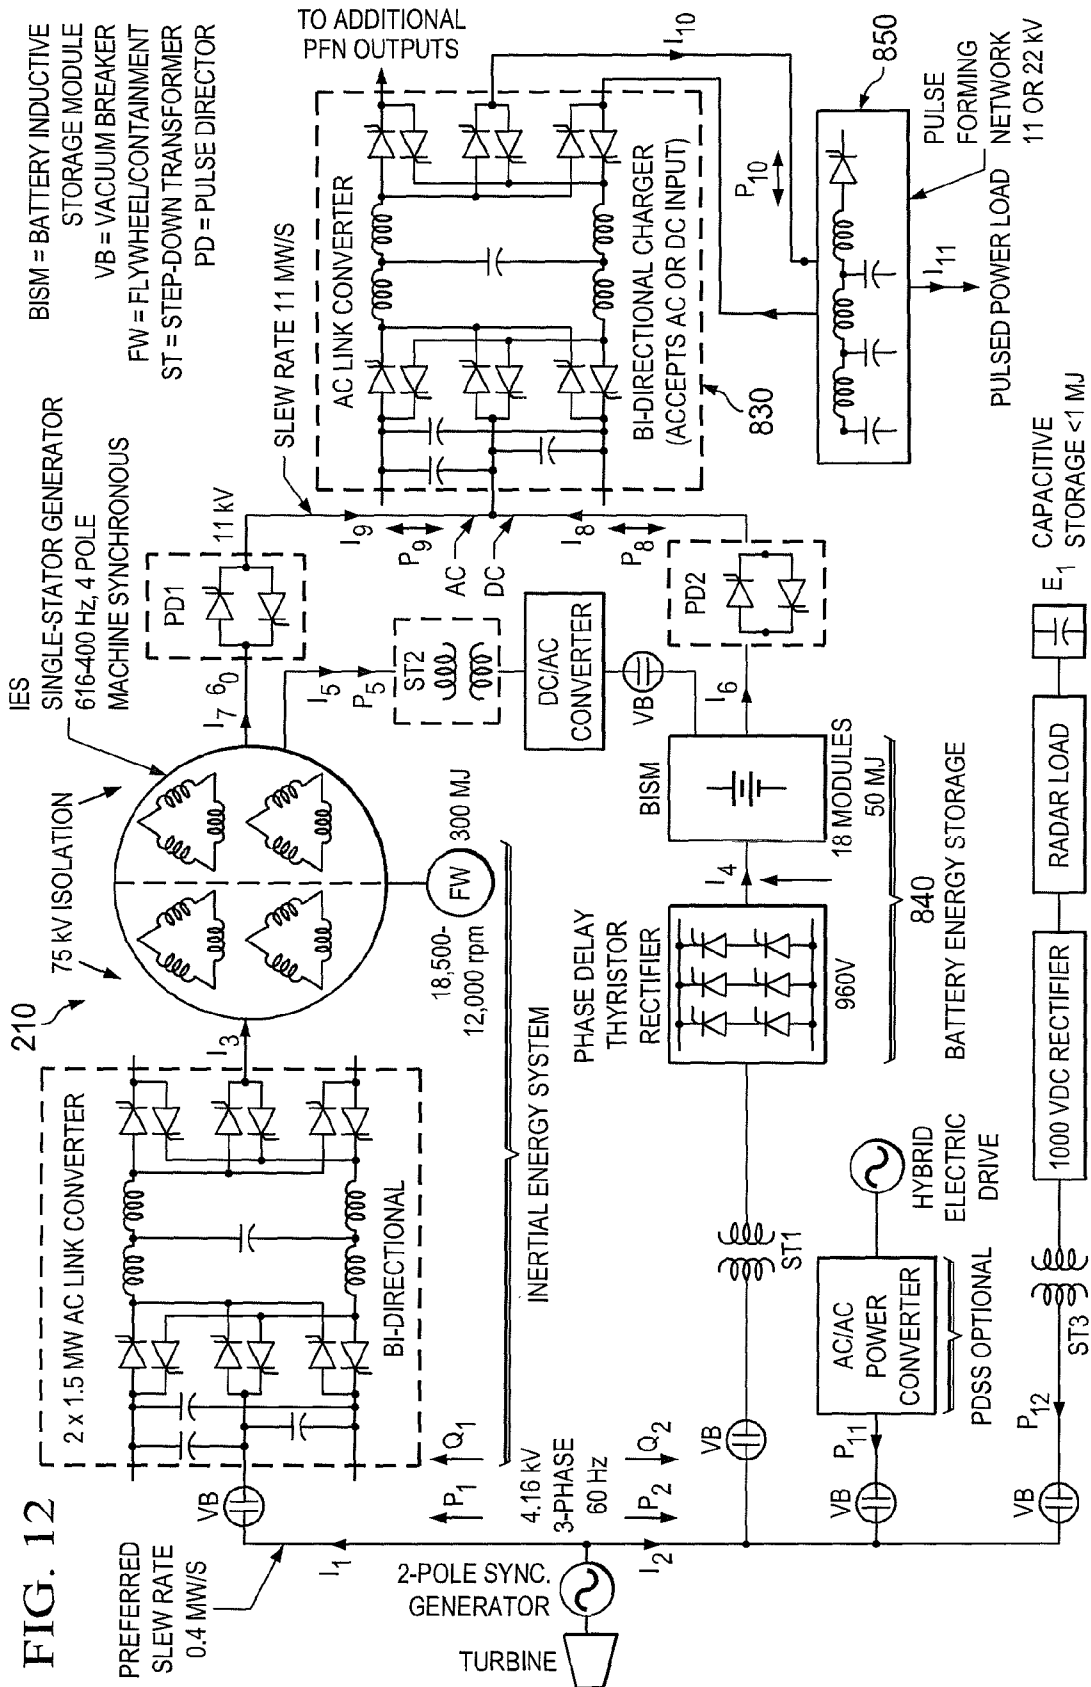 FIG. 12
PREFERRED
SLEW RATE
0.4 MW/S
TURBINE
2-POLE SYNC.
GENERATOR
I1
I2
P1
Q1
4.16 kV
3-PHASE
60 Hz
P2
Q2
VB
2 x 1.5 MW AC LINK CONVERTER
BI-DIRECTIONAL
I3
210
75 kV ISOLATION
IES
SINGLE-STATOR GENERATOR
616-400 Hz, 4 POLE
MACHINE SYNCHRONOUS
FW
300 MJ
18,500-
12,000 rpm
INERTIAL ENERGY SYSTEM
I7
6
0
PD1
11 kV
SLEW RATE 11 MW/S
I9
P9
AC
DC
I8
P8
I5
P5
ST2
DC/AC
CONVERTER
VB
PD2
I6
BISM
18 MODULES
50 MJ
I4
PHASE DELAY
THYRISTOR
RECTIFIER
960V
840
BATTERY ENERGY STORAGE
ST1
VB
VB
P11
AC/AC
POWER
CONVERTER
PDSS OPTIONAL
HYBRID
ELECTRIC
DRIVE
VB
P12
ST3
1000 VDC RECTIFIER
RADAR LOAD
E1
CAPACITIVE
STORAGE <1 MJ
BISM = BATTERY INDUCTIVE
STORAGE MODULE
VB = VACUUM BREAKER
FW = FLYWHEEL/CONTAINMENT
ST = STEP-DOWN TRANSFORMER
PD = PULSE DIRECTOR
TO ADDITIONAL
PFN OUTPUTS
AC LINK CONVERTER
BI-DIRECTIONAL CHARGER
(ACCEPTS AC OR DC INPUT)
830
I10
P10
850
PULSE
FORMING
NETWORK
11 OR 22 kV
I11
PULSED POWER LOAD